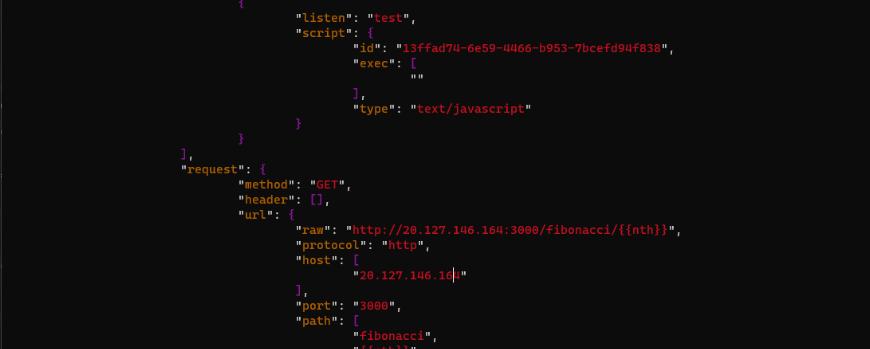 {
"listen": "test",
"script": {
"id": "13ffad74-6e59-4466-b953-7bcefd94f838",
"exec": [
""
],
"type": "text/javascript"
}
}
],
"request": {
"method": "GET",
"header": [],
"url": {
"raw": "http://20.127.146.164:3000/fibonacci/{{nth}}",
"protocol": "http",
"host": [
"20.127.146.164"
],
"port": "3000",
"path": [
"fibonacci",
"{{nth}}"